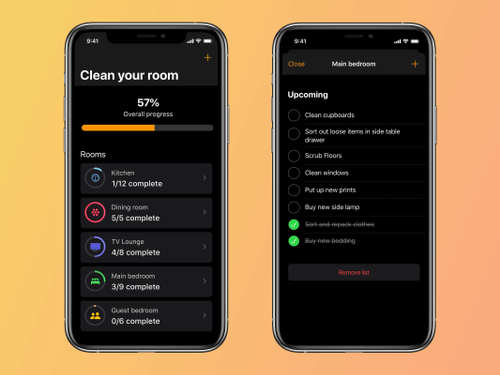 9:41
Clean your room
57%
Overall progress
Rooms
Kitchen
1/12 complete
Dining room
5/5 complete
TV Lounge
4/8 complete
Main bedroom
3/9 complete
Guest bedroom
0/6 complete
9:41
Close
Main bedroom
Upcoming
Clean cupboards
Sort out loose items in side table
drawer
Scrub Floors
Clean windows
Put up new prints
Buy new side lamp
Sort and repack clothes
Buy new bedding
Remove list